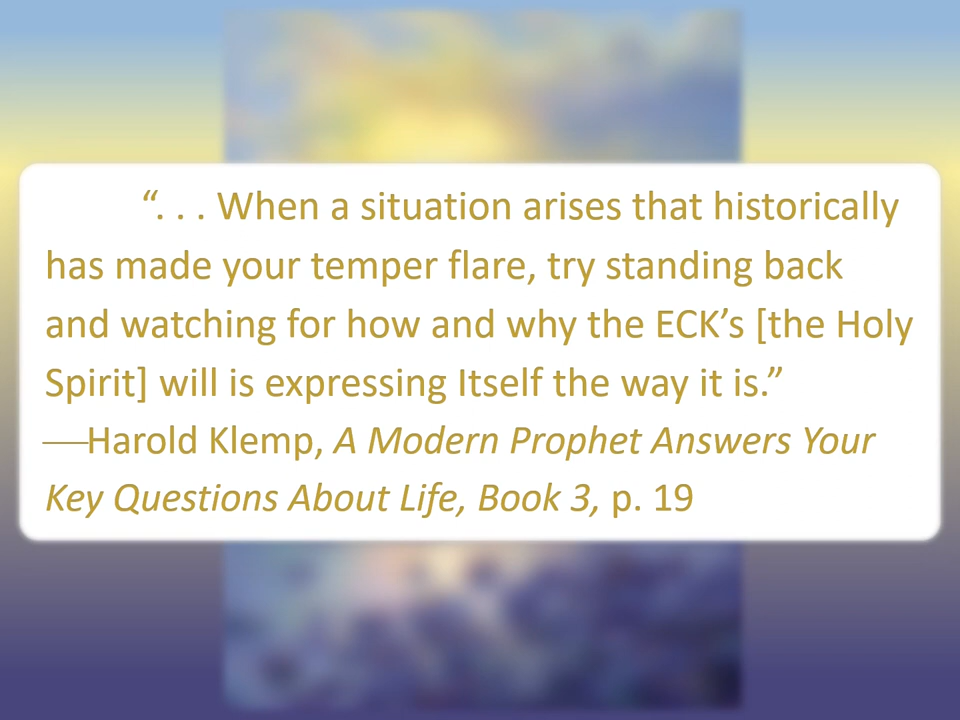 “. . . When a situation arises that historically
has made your temper flare, try standing back
and watching for how and why the ECK’s [the Holy
Spirit] will is expressing Itself the way it is.”
—Harold Klemp, A Modern Prophet Answers Your
Key Questions About Life, Book 3, p. 19